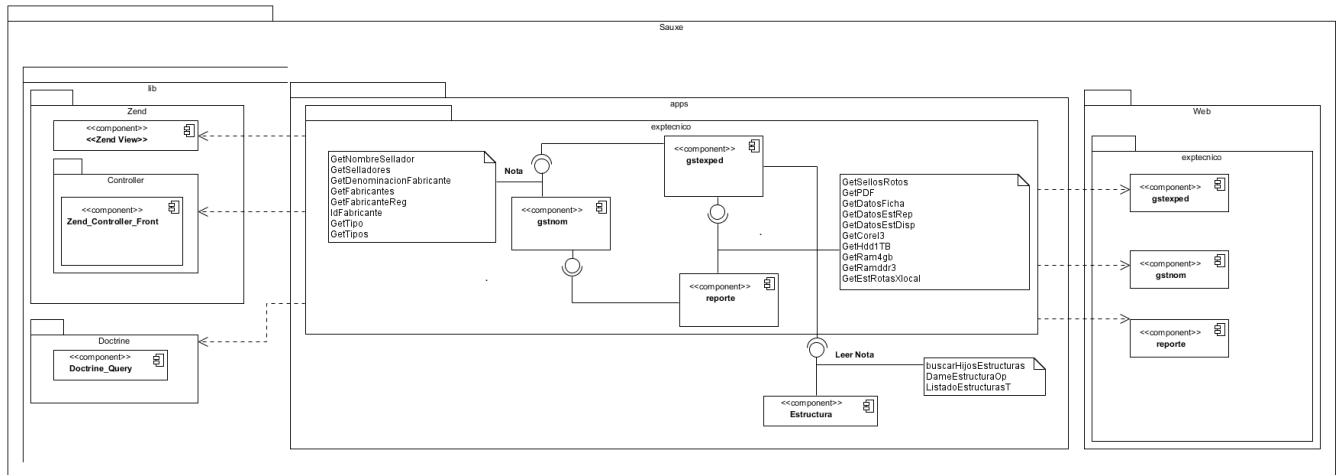 Sauxe
lib
Zend
<<component>>
<<Zend View>>
Controller
<<component>>
Zend_Controller_Front
Doctrine
<<component>>
Doctrine_Query
apps
exptecnico
GetNombreSellador
GetSelladores
GetDenominacionFabricante
GetFabricantes
GetFabricanteReg
IdFabricante
GetTipo
GetTipos
Nota
<<component>>
gstnom
<<component>>
gstexped
<<component>>
reporte
GetSellosRotos
GetPDF
GetDatosFicha
GetDatosEstRep
GetDatosEstDisp
GetCoreI3
GetHdd1TB
GetRam4gb
GetRamddr3
GetEstRotasXlocal
Leer Nota
buscarHijosEstructuras
DameEstructuraOp
ListadoEstructurasT
<<component>>
Estructura
Web
exptecnico
<<component>>
gstexped
<<component>>
gstnom
<<component>>
reporte